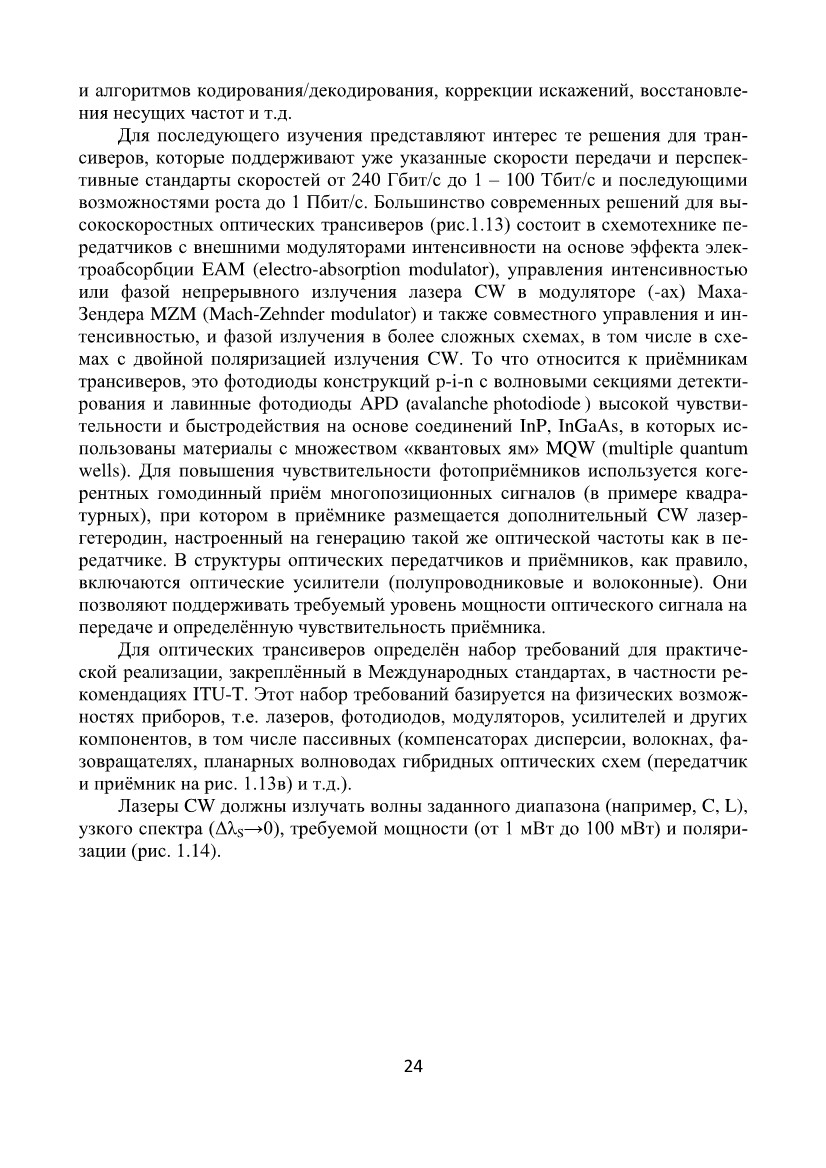 и алгоритмов кодирования/декодирования, коррекции искажений, восстановле-
ния несущих частот и т.д.
Для последующего изучения представляют интерес те решения для тран-
сиверов, которые поддерживают уже указанные скорости передачи и перспек-
тивные стандарты скоростей от 240 Гбит/с до 1 – 100 Тбит/с и последующими
возможностями роста до 1 Пбит/с. Большинство современных решений для вы-
сокоскоростных оптических трансиверов (рис.1.13) состоит в схемотехнике пе-
редатчиков с внешними модуляторами интенсивности на основе эффекта элек-
троабсорбции EAM (electro-absorption modulator), управления интенсивностью
или фазой непрерывного излучения лазера CW в модуляторе (-ах) Маха-
Зендера MZM (Mach-Zehnder modulator) и также совместного управления и ин-
тенсивностью, и фазой излучения в более сложных схемах, в том числе в схе-
мах с двойной поляризацией излучения CW. То что относится к приёмникам
трансиверов, это фотодиоды конструкций p-i-n с волновыми секциями детекти-
рования и лавинные фотодиоды APD (avalanche photodiode ) высокой чувстви-
тельности и быстродействия на основе соединений InP, InGaAs, в которых ис-
пользованы материалы с множеством «квантовых ям» MQW (multiple quantum
wells). Для повышения чувствительности фотоприёмников используется коге-
рентных гомодинный приём многопозиционных сигналов (в примере квадра-
турных), при котором в приёмнике размещается дополнительный CW лазер-
гетеродин, настроенный на генерацию такой же оптической частоты как в пе-
редатчике. В структуры оптических передатчиков и приёмников, как правило,
включаются оптические усилители (полупроводниковые и волоконные). Они
позволяют поддерживать требуемый уровень мощности оптического сигнала на
передаче и определённую чувствительность приёмника.
Для оптических трансиверов определён набор требований для практиче-
ской реализации, закреплённый в Международных стандартах, в частности ре-
комендациях ITU-T. Этот набор требований базируется на физических возмож-
ностях приборов, т.е. лазеров, фотодиодов, модуляторов, усилителей и других
компонентов, в том числе пассивных (компенсаторах дисперсии, волокнах, фа-
зовращателях, планарных волноводах гибридных оптических схем (передатчик
и приёмник на рис. 1.13в) и т.д.).
Лазеры CW должны излучать волны заданного диапазона (например, C, L),
узкого спектра (Δλs→0), требуемой мощности (от 1 мВт до 100 мВт) и поляри-
зации (рис. 1.14).
24